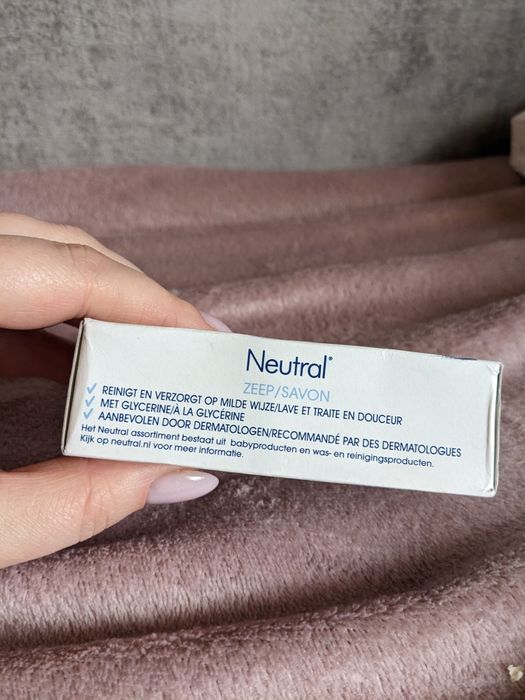 Neutral®
ZEEP/SAVON
✓ REINIGT EN VERZORGT OP MILDE WIJZE/LAVE ET TRAITE EN DOUCEUR
✓ MET GLYCERINE/À LA GLYCÉRINE
✓ AANBEVOLEN DOOR DERMATOLOGEN/RECOMMANDÉ PAR DES DERMATOLOGUES
Het Neutral assortiment bestaat uit babyproducten en was- en reinigingsproducten.
Kijk op neutral.nl voor meer informatie.